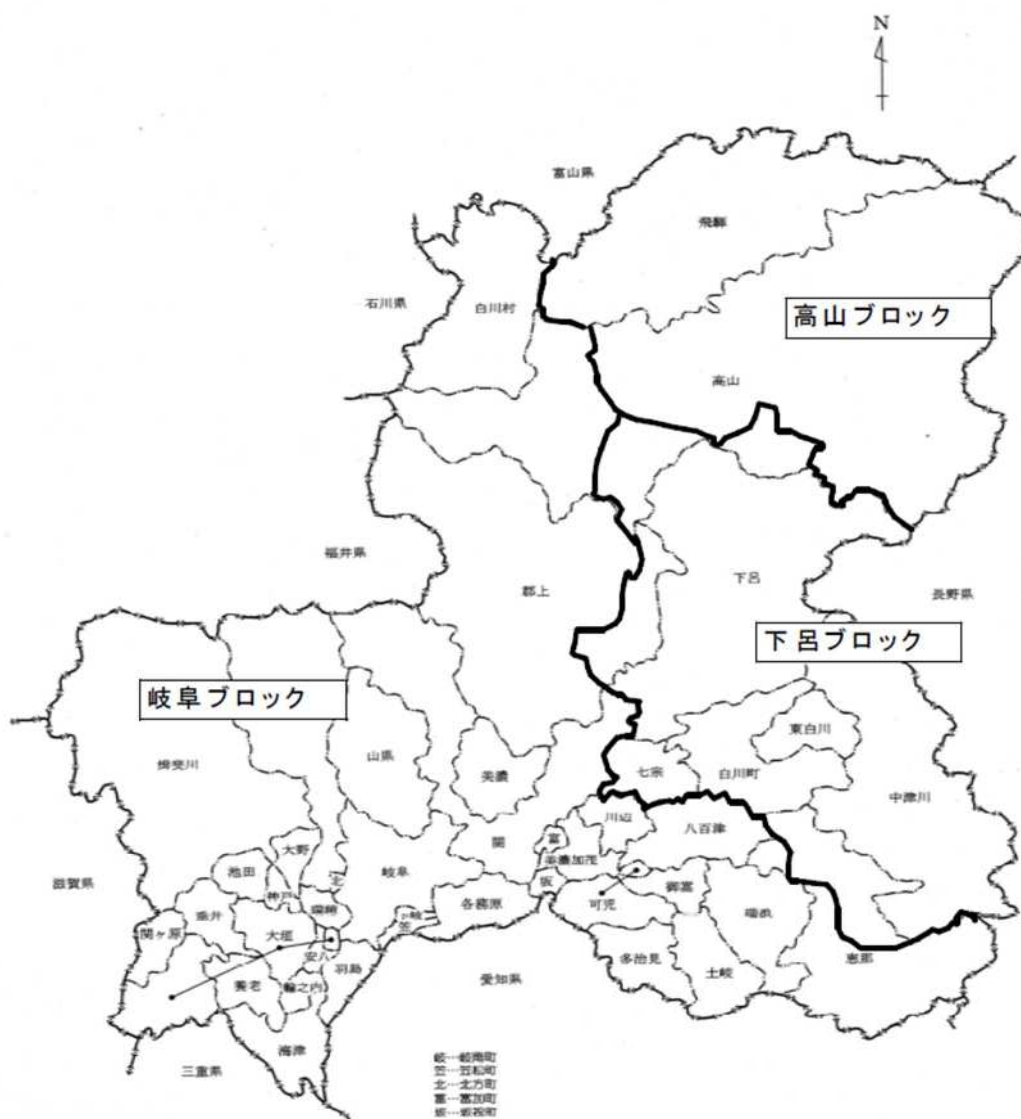 N
富山県
飛騨
石川県
白川村
高山ブロック
高山
福井県
郡上
下呂
長野県
下呂ブロック
岐阜ブロック
揖斐川
山県
美濃
七宗
白川町
東白川
中津川
川辺
八百津
大野
池田
北
岐阜
関
富
美濃加茂
坂
滋賀県
神戸
瑞穂
岐
笠
各務原
可児
御嵩
瑞浪
垂井
関ヶ原
大垣
安八
羽島
養老
輪之内
多治見
土岐
恵那
愛知県
海津
三重県
岐…岐南町
笠…笠松町
北…北方町
富…富加町
坂…坂祝町